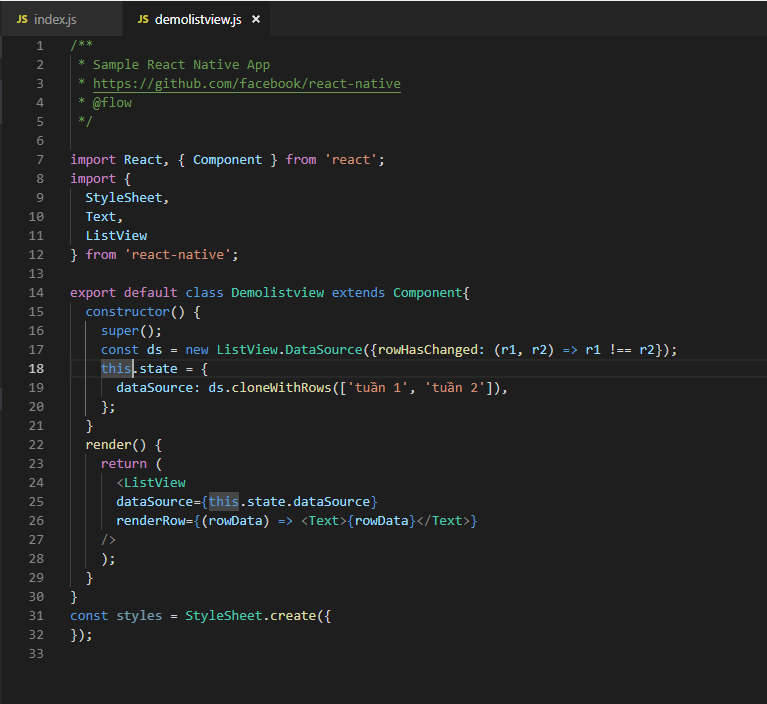 JS index.js
JS demolistview.js ×
1 /**
2  * Sample React Native App
3  * https://github.com/facebook/react-native
4  * @flow
5  */
6
7 import React, { Component } from 'react';
8 import {
9   StyleSheet,
10   Text,
11   ListView
12 } from 'react-native';
13
14 export default class Demolistview extends Component{
15   constructor() {
16     super();
17     const ds = new ListView.DataSource({rowHasChanged: (r1, r2) => r1 !== r2});
18     this.state = {
19       dataSource: ds.cloneWithRows(['tuần 1', 'tuần 2']),
20     };
21   }
22   render() {
23     return (
24       <ListView
25       dataSource={this.state.dataSource}
26       renderRow={(rowData) => <Text>{rowData}</Text>}
27     />
28     );
29   }
30 }
31 const styles = StyleSheet.create({
32 });
33